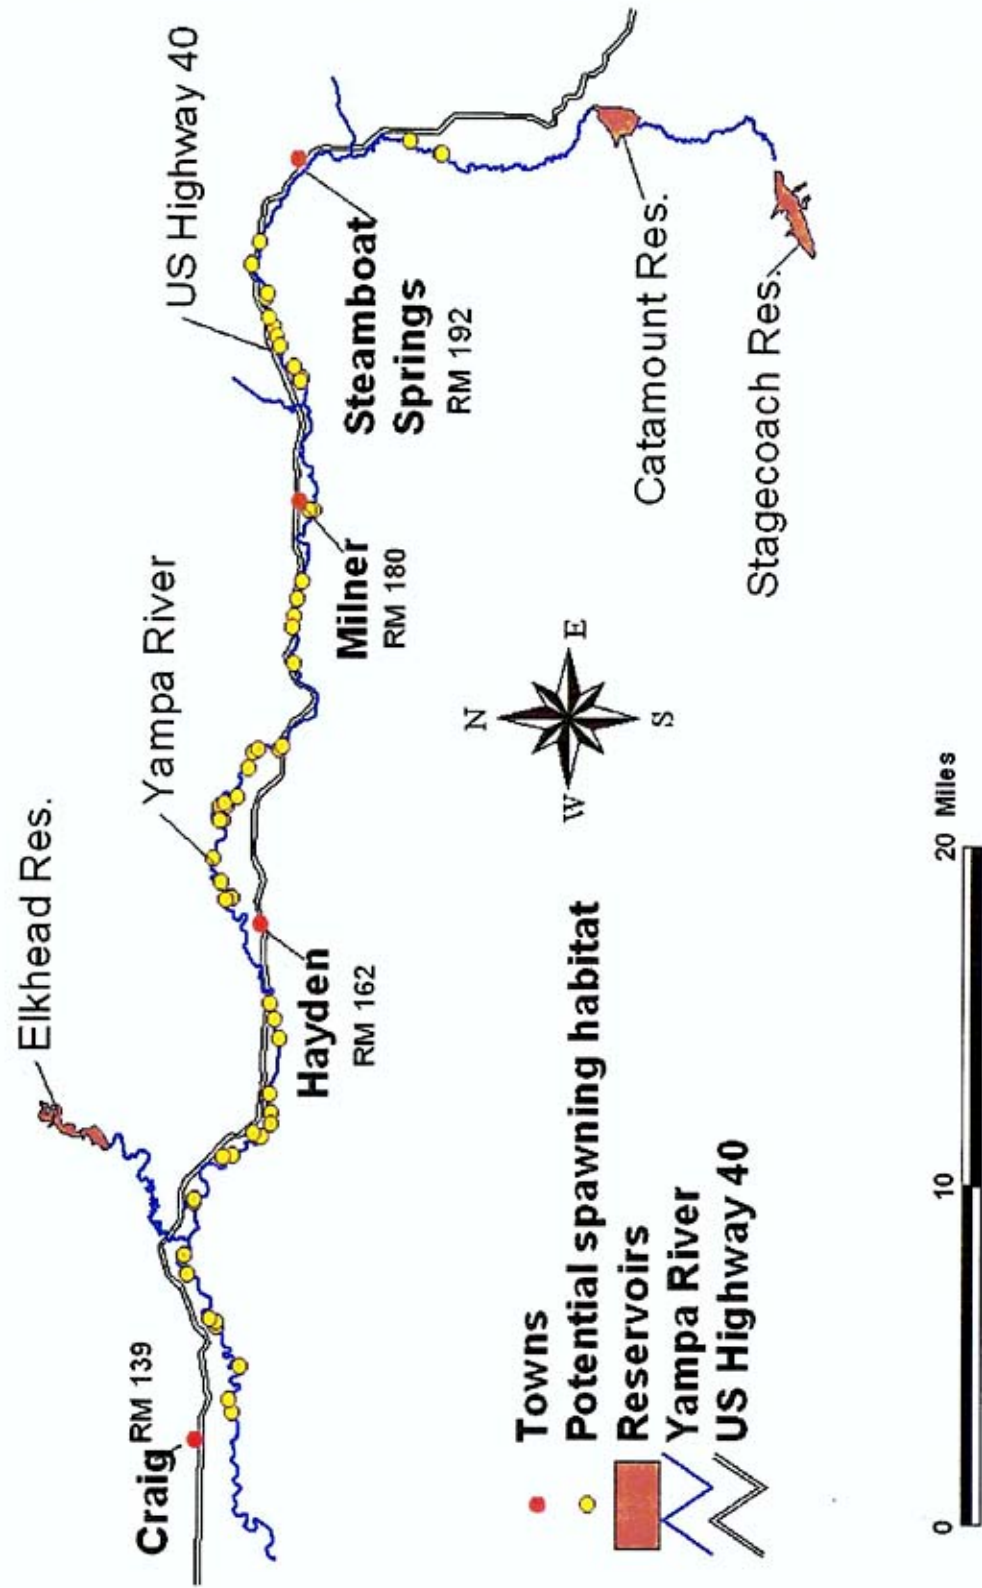 Elkhead Res.
Yampa River
US Highway 40
Craig RM 139
Hayden
RM 162
Milner
RM 180
Steamboat
Springs
RM 192
Catamount Res.
Stagecoach Res.
N
W
E
S
Towns
Potential spawning habitat
Reservoirs
Yampa River
US Highway 40
0
10
20 Miles